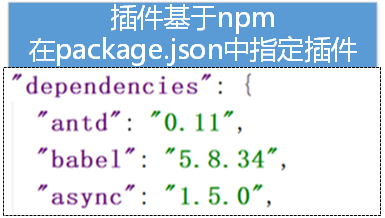 插件基于npm
在package.json中指定插件
"dependencies": {
"antd": "0.11",
"babel": "5.8.34",
"async": "1.5.0",